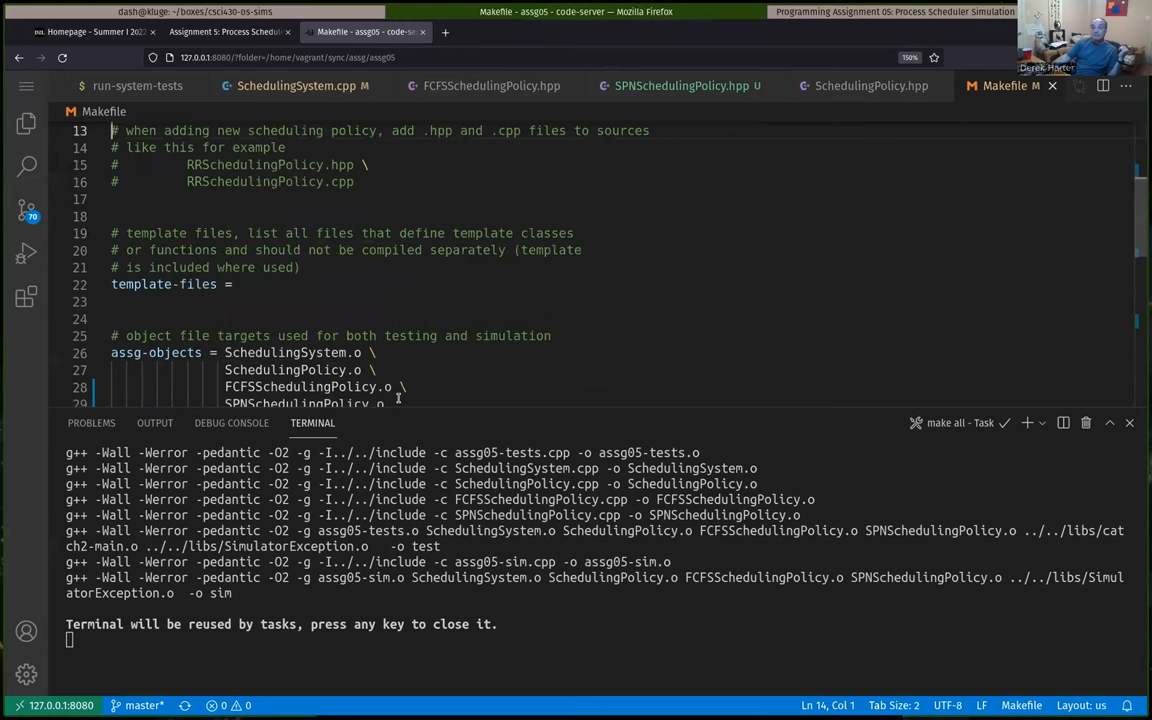 dash@kluge: ~/boxes/csci430-os-sims
Makefile - assg05 - code-server — Mozilla Firefox
Programming Assignment 05: Process Scheduler Simulation
Homepage - Summer I 2022
Assignment 5: Process Schedule
Makefile - assg05 - code-ser
127.0.0.1:8080/?folder=/home/vagrant/sync/assg/assg05
150%
Derek Harter
run-system-tests
SchedulingSystem.cpp M
FCFSSchedulingPolicy.cpp
SPNSchedulingPolicy.cpp U
SchedulingPolicy.cpp
Makefile M
Makefile
13 # when adding new scheduling policy, add .hpp and .cpp files to sources
14 # like this for example
15 # RRSchedulingPolicy.hpp \
16 # RRSchedulingPolicy.cpp
17
18
19 # template files, list all files that define template classes
20 # or functions and should not be compiled separately (template
21 # is included where used)
22 template-files =
23
24
25 # object file targets used for both testing and simulation
26 assg-objects = SchedulingSystem.o \
27 SchedulingPolicy.o \
28 FCFSSchedulingPolicy.o \
29 SPNSchedulingPolicy.o
70
PROBLEMS OUTPUT DEBUG CONSOLE TERMINAL
make all - Task
g++ -Wall -Werror -pedantic -O2 -g -I../../include -c assg05-tests.cpp -o assg05-tests.o
g++ -Wall -Werror -pedantic -O2 -g -I../../include -c SchedulingSystem.cpp -o SchedulingSystem.o
g++ -Wall -Werror -pedantic -O2 -g -I../../include -c SchedulingPolicy.cpp -o SchedulingPolicy.o
g++ -Wall -Werror -pedantic -O2 -g -I../../include -c FCFSSchedulingPolicy.cpp -o FCFSSchedulingPolicy.o
g++ -Wall -Werror -pedantic -O2 -g -I../../include -c SPNSchedulingPolicy.cpp -o SPNSchedulingPolicy.o
g++ -Wall -Werror -pedantic -O2 -g assg05-tests.o SchedulingSystem.o SchedulingPolicy.o FCFSSchedulingPolicy.o SPNSchedulingPolicy.o ../../libs/cat
ch2-main.o ../../libs/SimulatorException.o -o test
g++ -Wall -Werror -pedantic -O2 -g -I../../include -c assg05-sim.cpp -o assg05-sim.o
g++ -Wall -Werror -pedantic -O2 -g assg05-sim.o SchedulingSystem.o SchedulingPolicy.o FCFSSchedulingPolicy.o SPNSchedulingPolicy.o ../../libs/Simul
atorException.o -o sim
Terminal will be reused by tasks, press any key to close it.
127.0.0.1:8080
master*
0 0
Ln 14, Col 1
Tab Size: 2
UTF-8
LF
Makefile
Layout: us